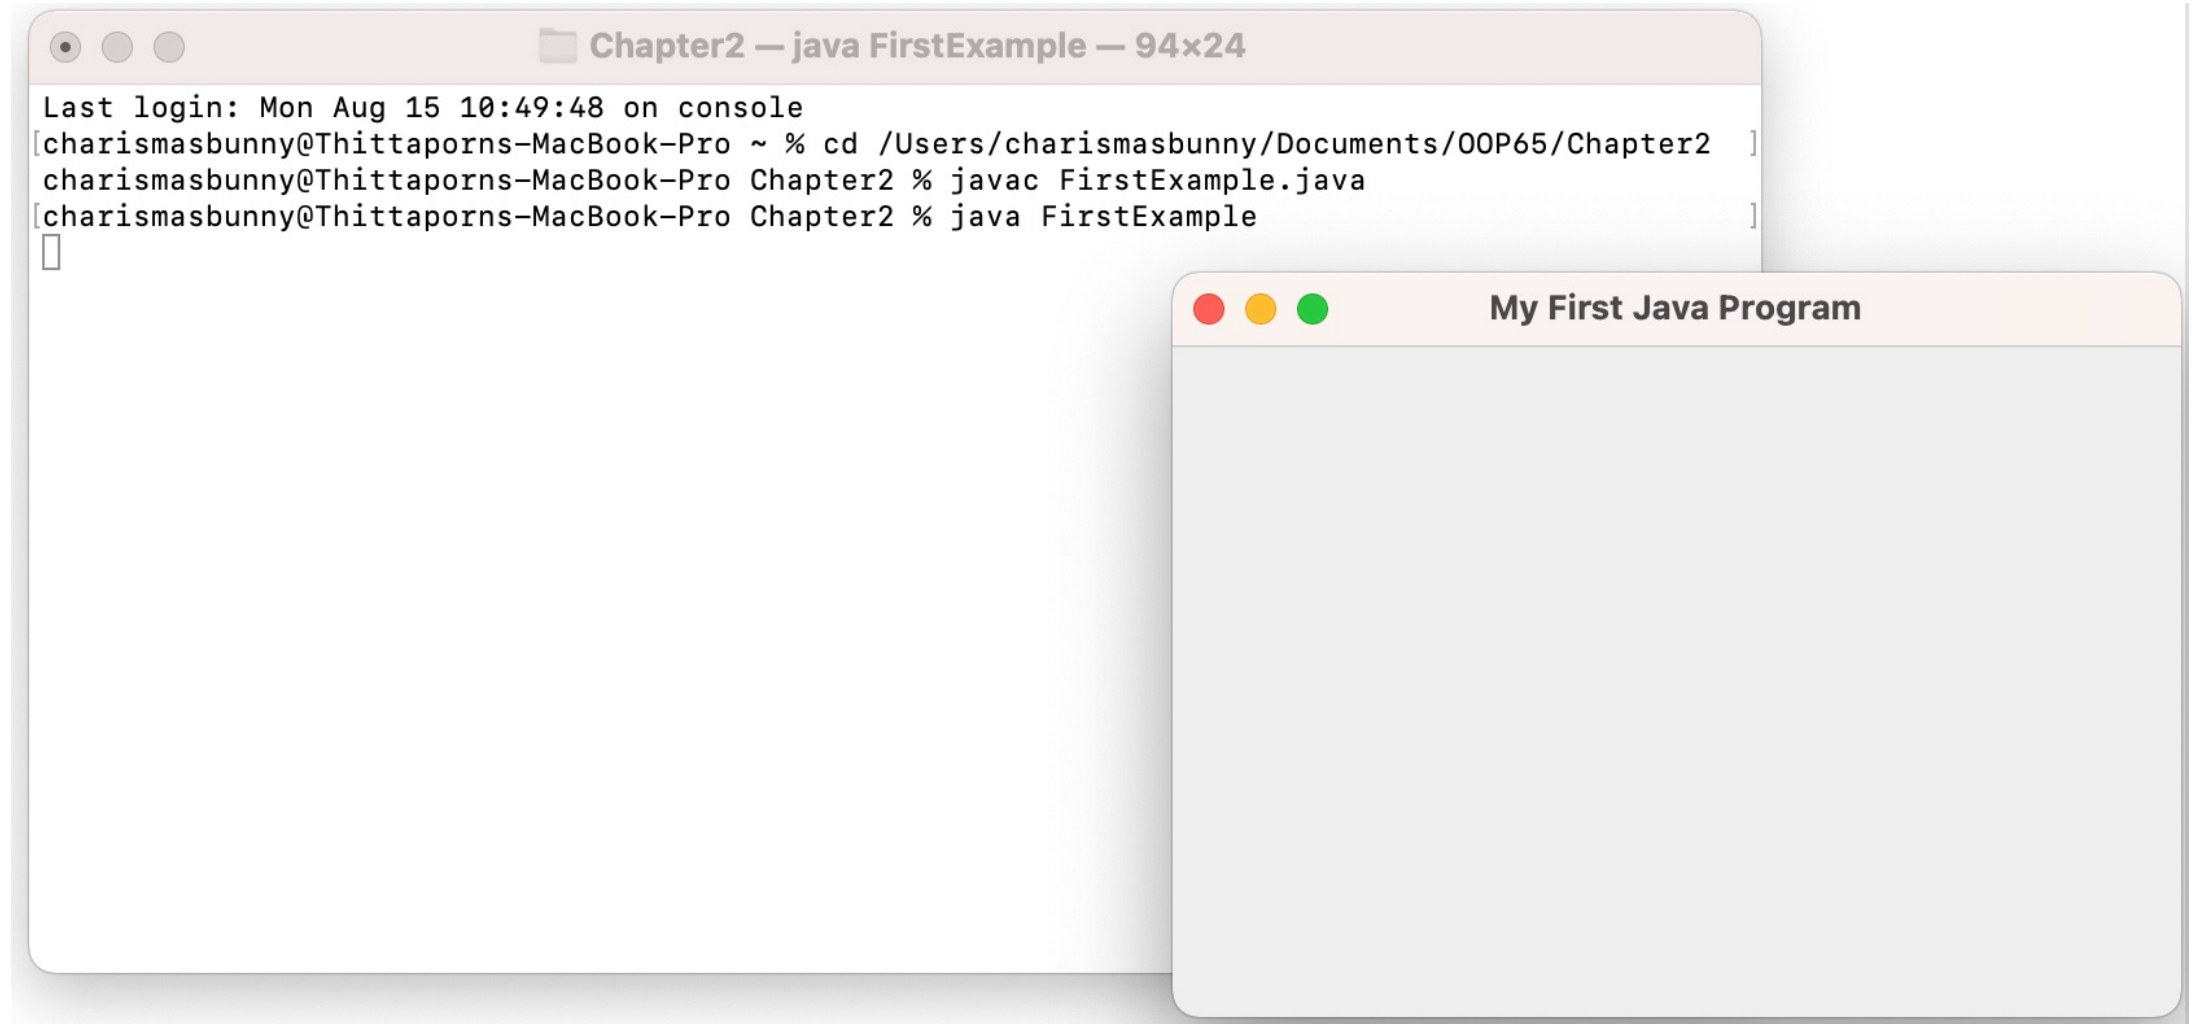 Chapter2 — java FirstExample — 94×24
Last login: Mon Aug 15 10:49:48 on console
[charismasbunny@Thittaporns-MacBook-Pro ~ % cd /Users/charismasbunny/Documents/OOP65/Chapter2 ]
charismasbunny@Thittaporns-MacBook-Pro Chapter2 % javac FirstExample.java
[charismasbunny@Thittaporns-MacBook-Pro Chapter2 % java FirstExample ]
My First Java Program